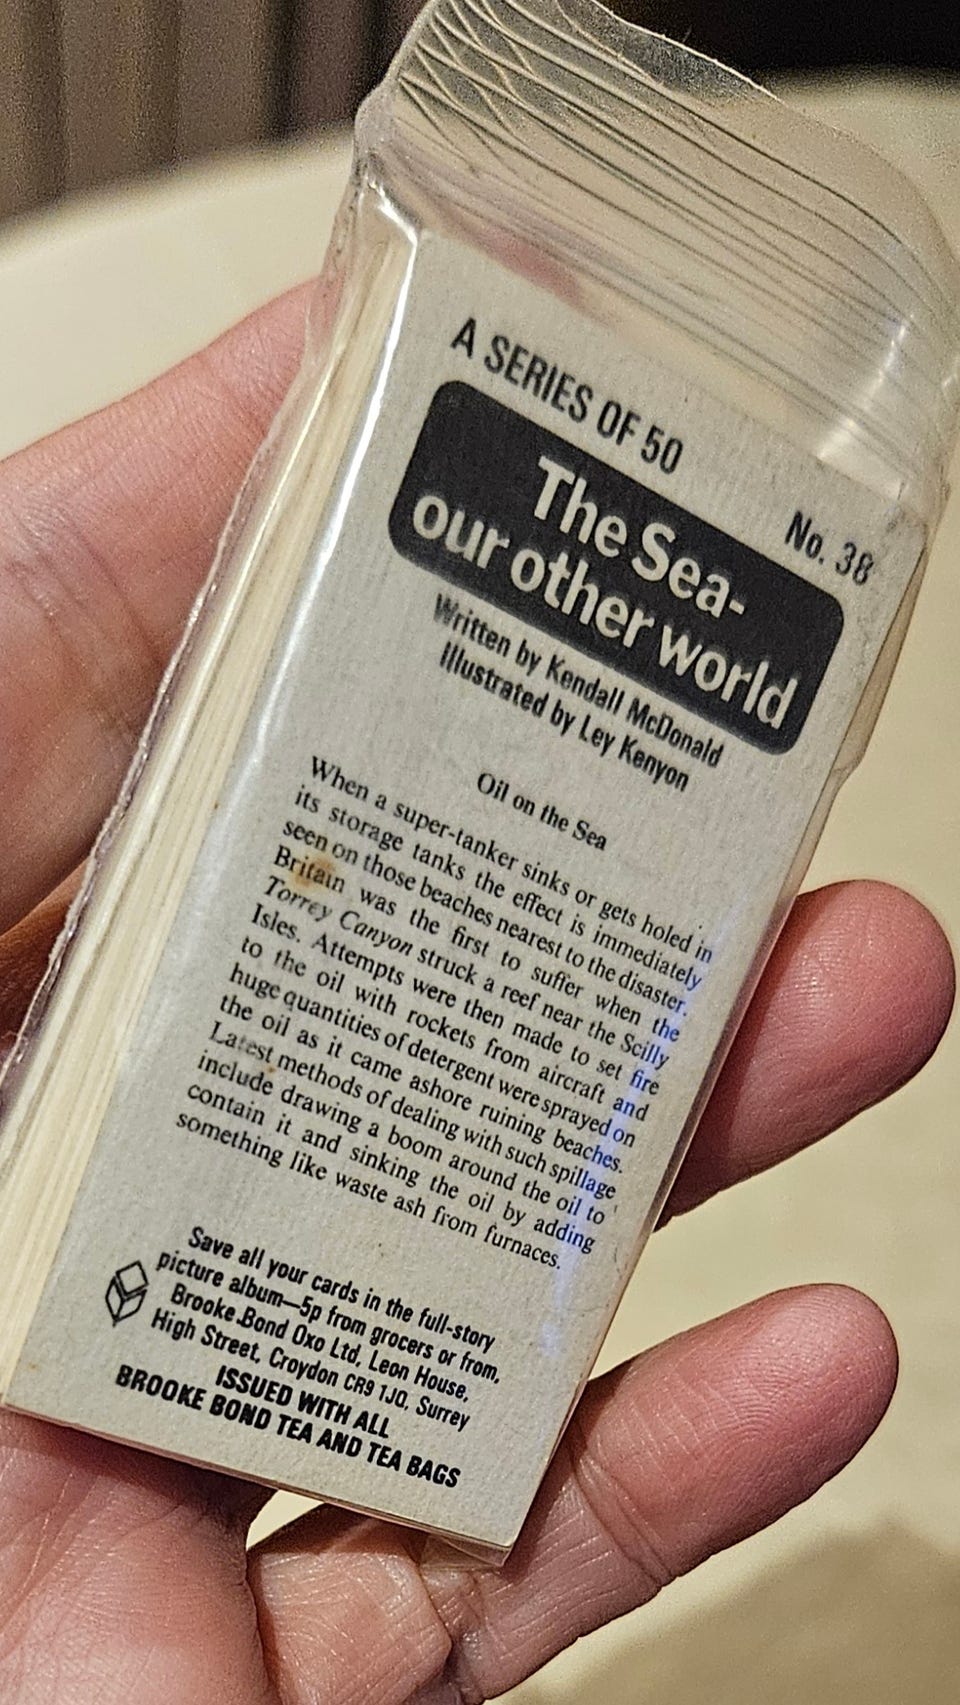 A SERIES OF 50
No. 38
The Sea-
our other world
Written by Kendall McDonald
Illustrated by Ley Kenyon
Oil on the Sea
When a super-tanker sinks or gets holed in
its storage tanks the effect is immediately
seen on those beaches nearest to the disaster.
Britain was the first to suffer when the
Torrey Canyon struck a reef near the Scilly
Isles. Attempts were then made to set fire
to the oil with rockets from aircraft and
huge quantities of detergent were sprayed on
the oil as it came ashore ruining beaches.
Latest methods of dealing with such spillage
include drawing a boom around the oil to
contain it and sinking the oil by adding
something like waste ash from furnaces.
Save all your cards in the full-story
picture album—5p from grocers or from,
Brooke Bond Oxo Ltd, Leon House,
High Street, Croydon CR9 1JQ, Surrey
ISSUED WITH ALL
BROOKE BOND TEA AND TEA BAGS